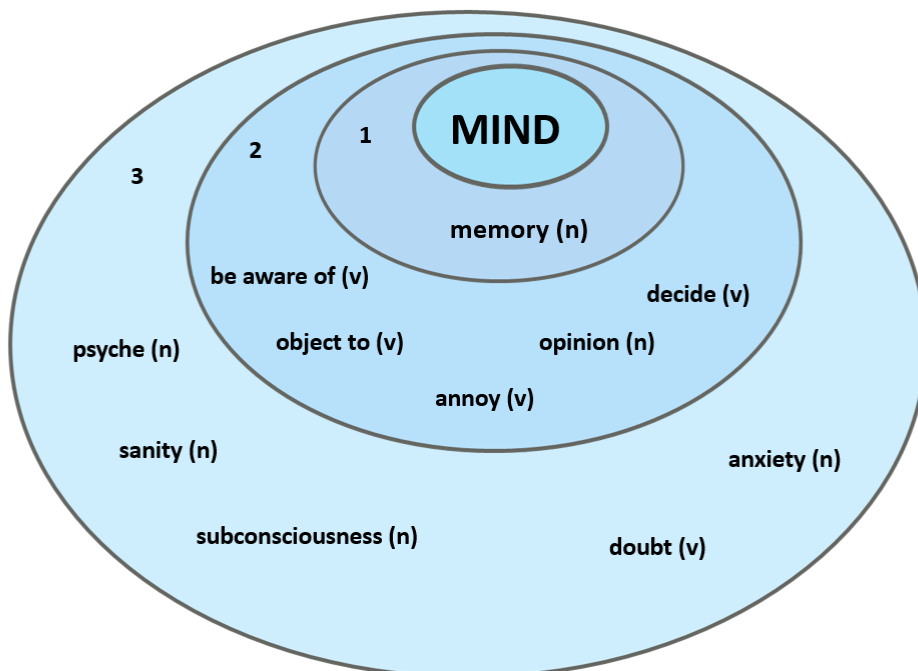 MIND
1
2
3
memory (n)
be aware of (v)
decide (v)
object to (v)
opinion (n)
psyche (n)
annoy (v)
sanity (n)
anxiety (n)
subconsciousness (n)
doubt (v)